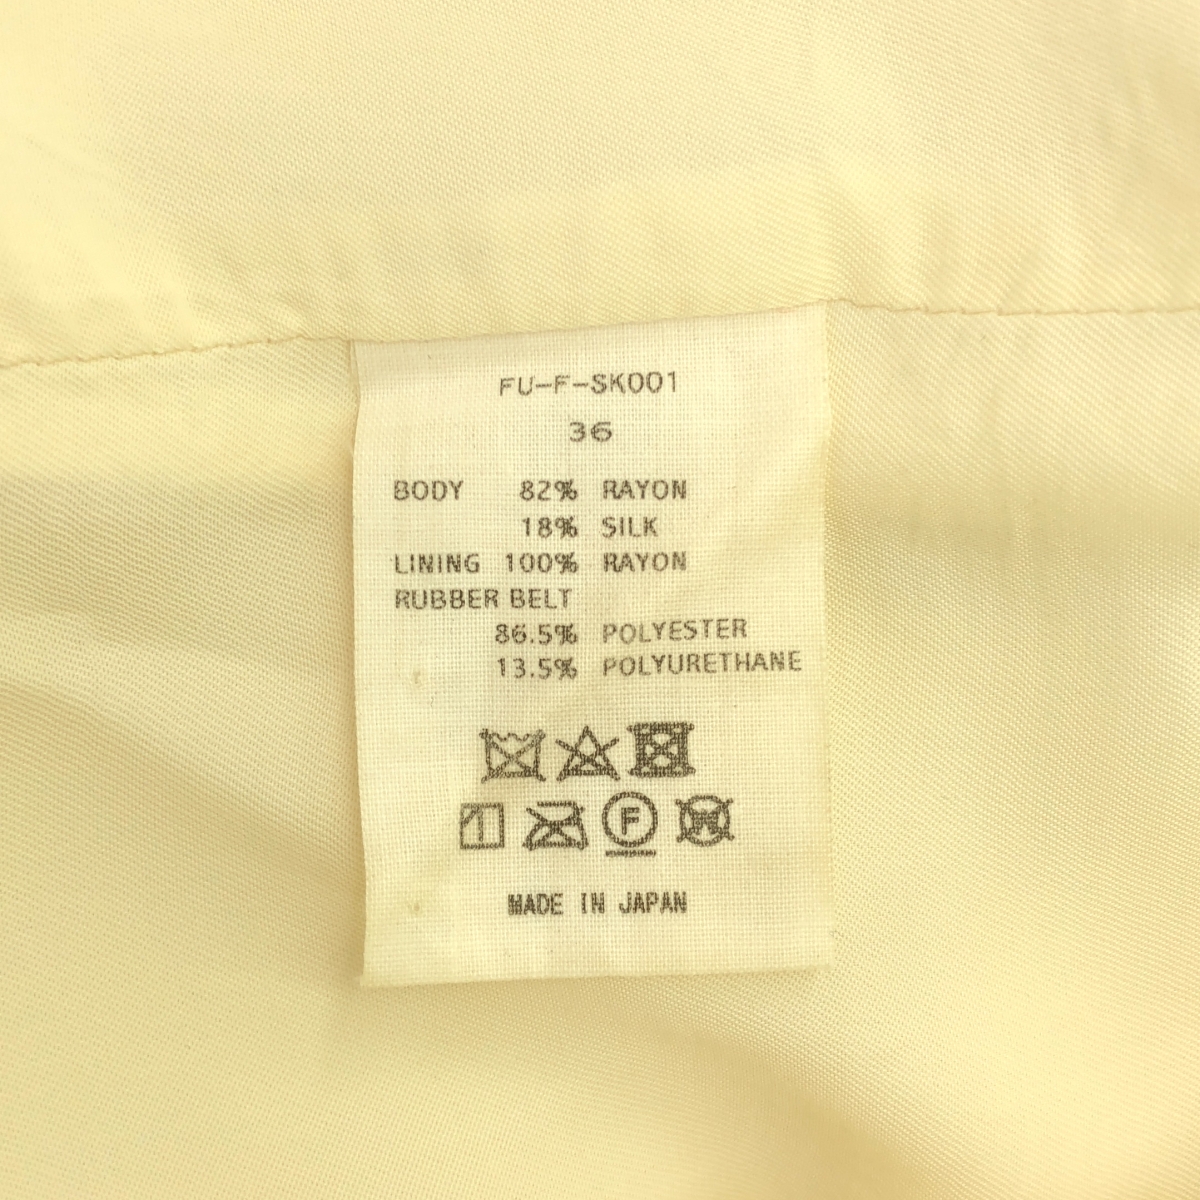 FU-F-SK001
36
BODY 82% RAYON
18% SILK
LINING 100% RAYON
RUBBER BELT
86.5% POLYESTER
13.5% POLYURETHANE
F W
MADE IN JAPAN